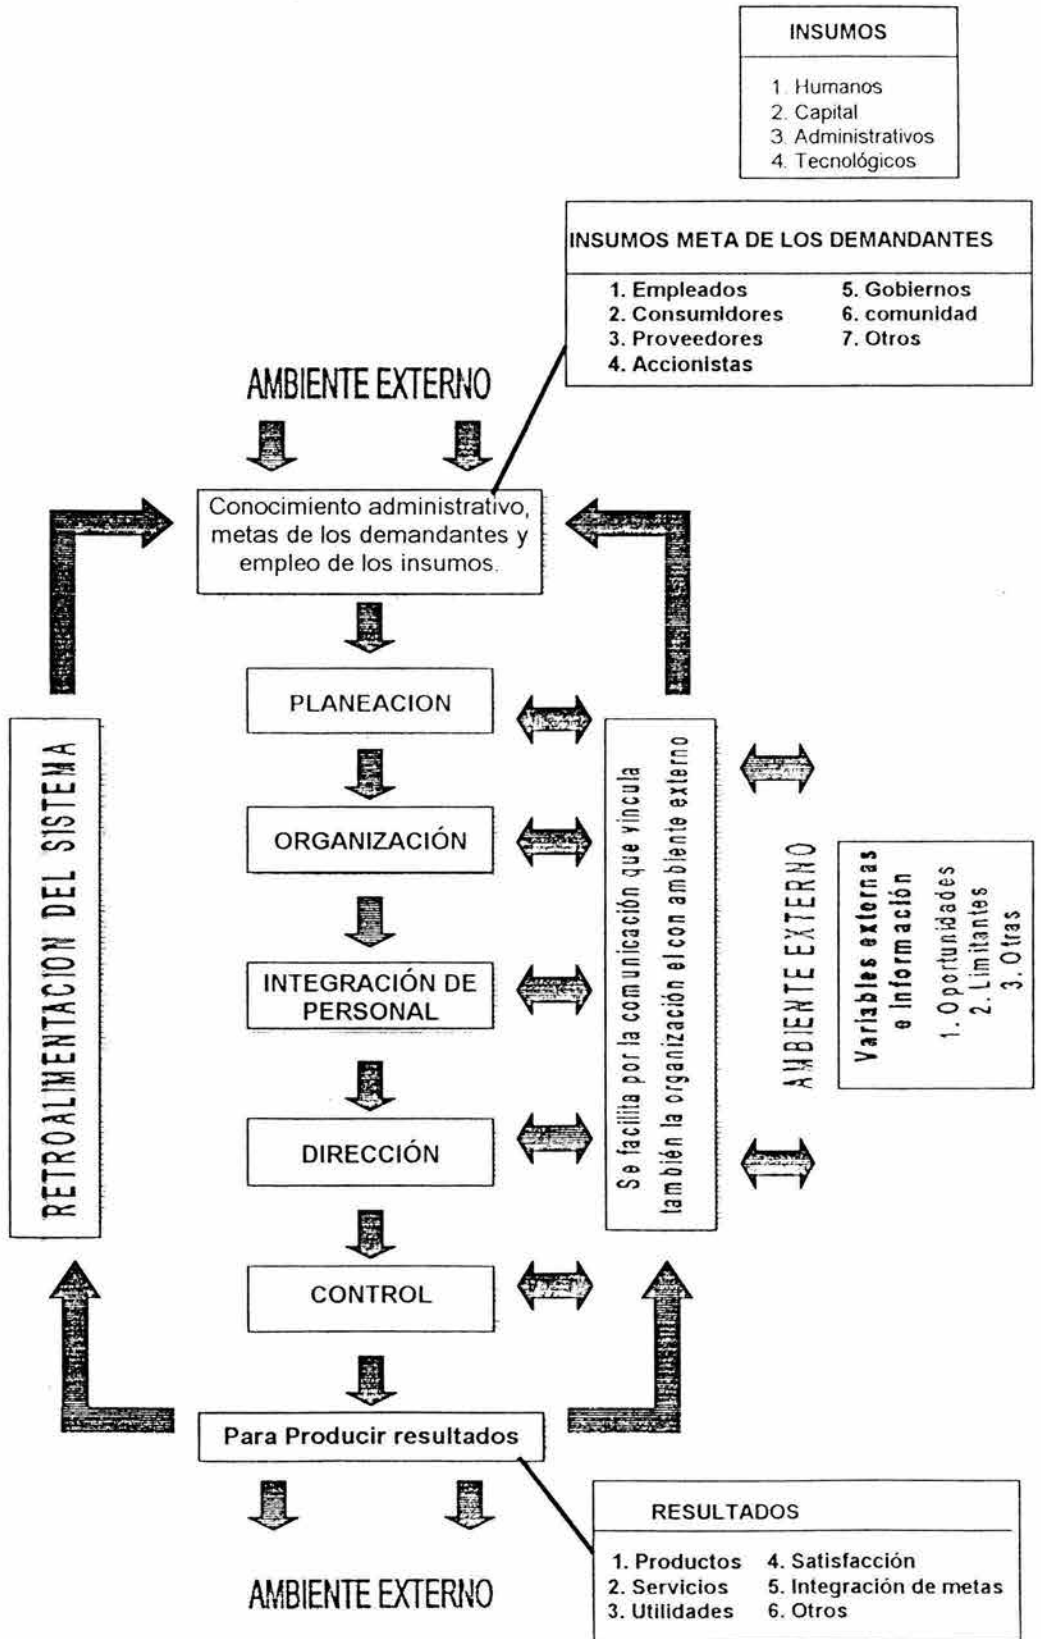 INSUMOS
1. Humanos
2. Capital
3. Administrativos
4. Tecnológicos
INSUMOS META DE LOS DEMANDANTES
1. Empleados
2. Consumidores
3. Proveedores
4. Accionistas
5. Gobiernos
6. comunidad
7. Otros
AMBIENTE EXTERNO
Conocimiento administrativo,
metas de los demandantes y
empleo de los insumos.
PLANEACION
ORGANIZACIÓN
INTEGRACIÓN DE
PERSONAL
DIRECCIÓN
CONTROL
Para Producir resultados
RETROALIMENTACION DEL SISTEMA
Se facilita por la comunicación que vincula
también la organización el con ambiente externo
AMBIENTE EXTERNO
Variables externas
e Información
1. Oportunidades
2. Limitantes
3. Otras
AMBIENTE EXTERNO
RESULTADOS
1. Productos
2. Servicios
3. Utilidades
4. Satisfacción
5. Integración de metas
6. Otros